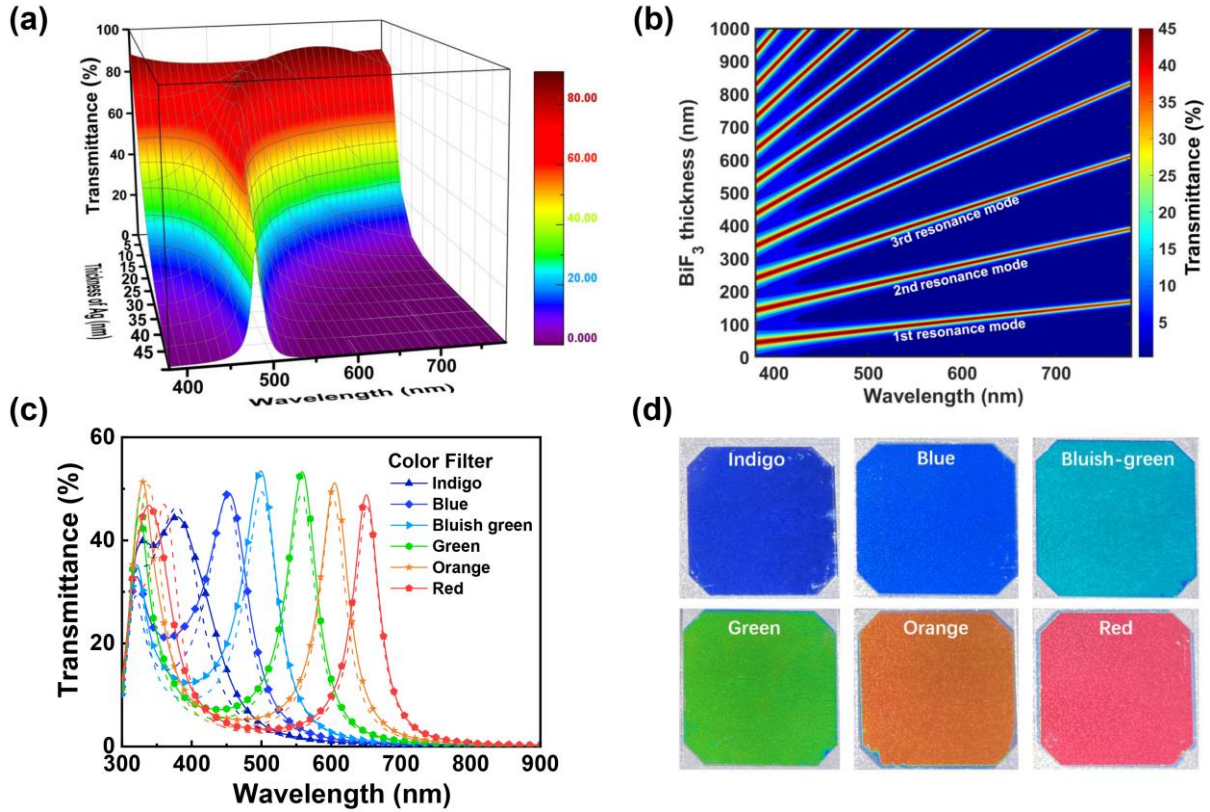 (a)
100
80
60
40
20
0
Transmittance (%)
5
10
15
20
25
30
35
40
45
Thickness of Ag (nm)
400
500
600
700
Wavelength (nm)
80.00
60.00
40.00
20.00
0.000
(b)
1000
900
800
700
600
500
400
300
200
100
0
BiF3 thickness (nm)
3rd resonance mode
2nd resonance mode
1st resonance mode
400
500
600
700
Wavelength (nm)
45
40
35
30
25
20
15
10
5
Transmittance (%)
(c)
60
40
20
0
Transmittance (%)
Color Filter
Indigo
Blue
Bluish green
Green
Orange
Red
300 400 500 600 700 800 900
Wavelength (nm)
(d)
Indigo
Blue
Bluish-green
Green
Orange
Red